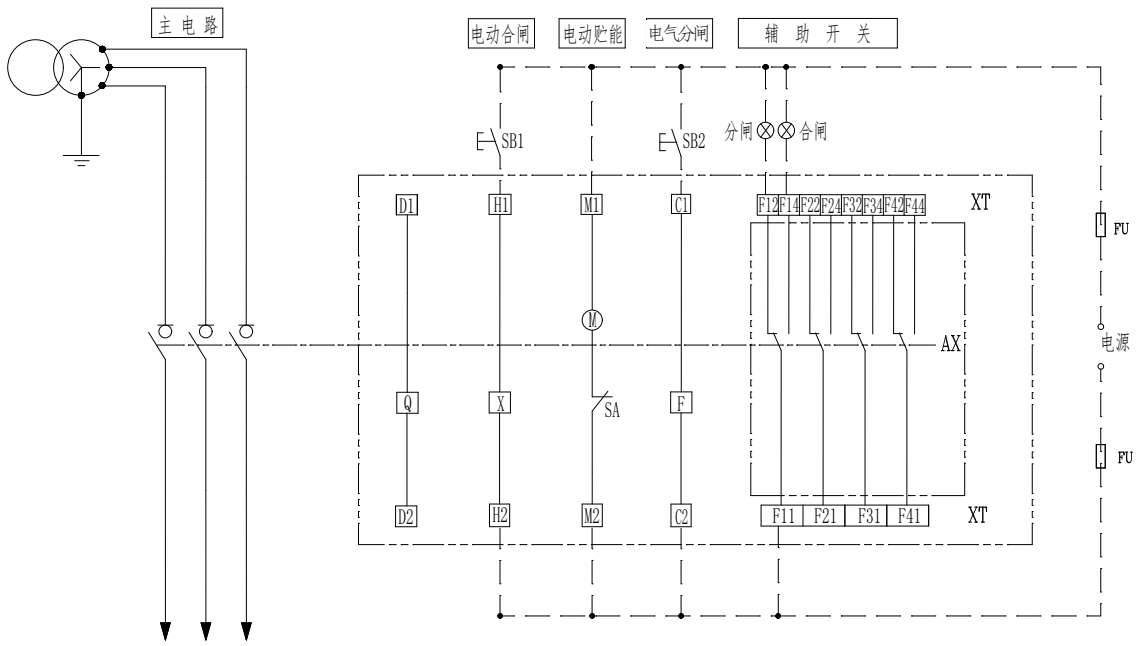 主电路
电动合闸 电动贮能 电气分闸 辅助开关
分闸 合闸
SB1 SB2
D1 H1 M1 C1 F12 F14 F22 F24 F32 F34 F42 F44 XT
FU
M
AX 电源
Q X SA F
FU
D2 H2 M2 C2 F11 F21 F31 F41 XT